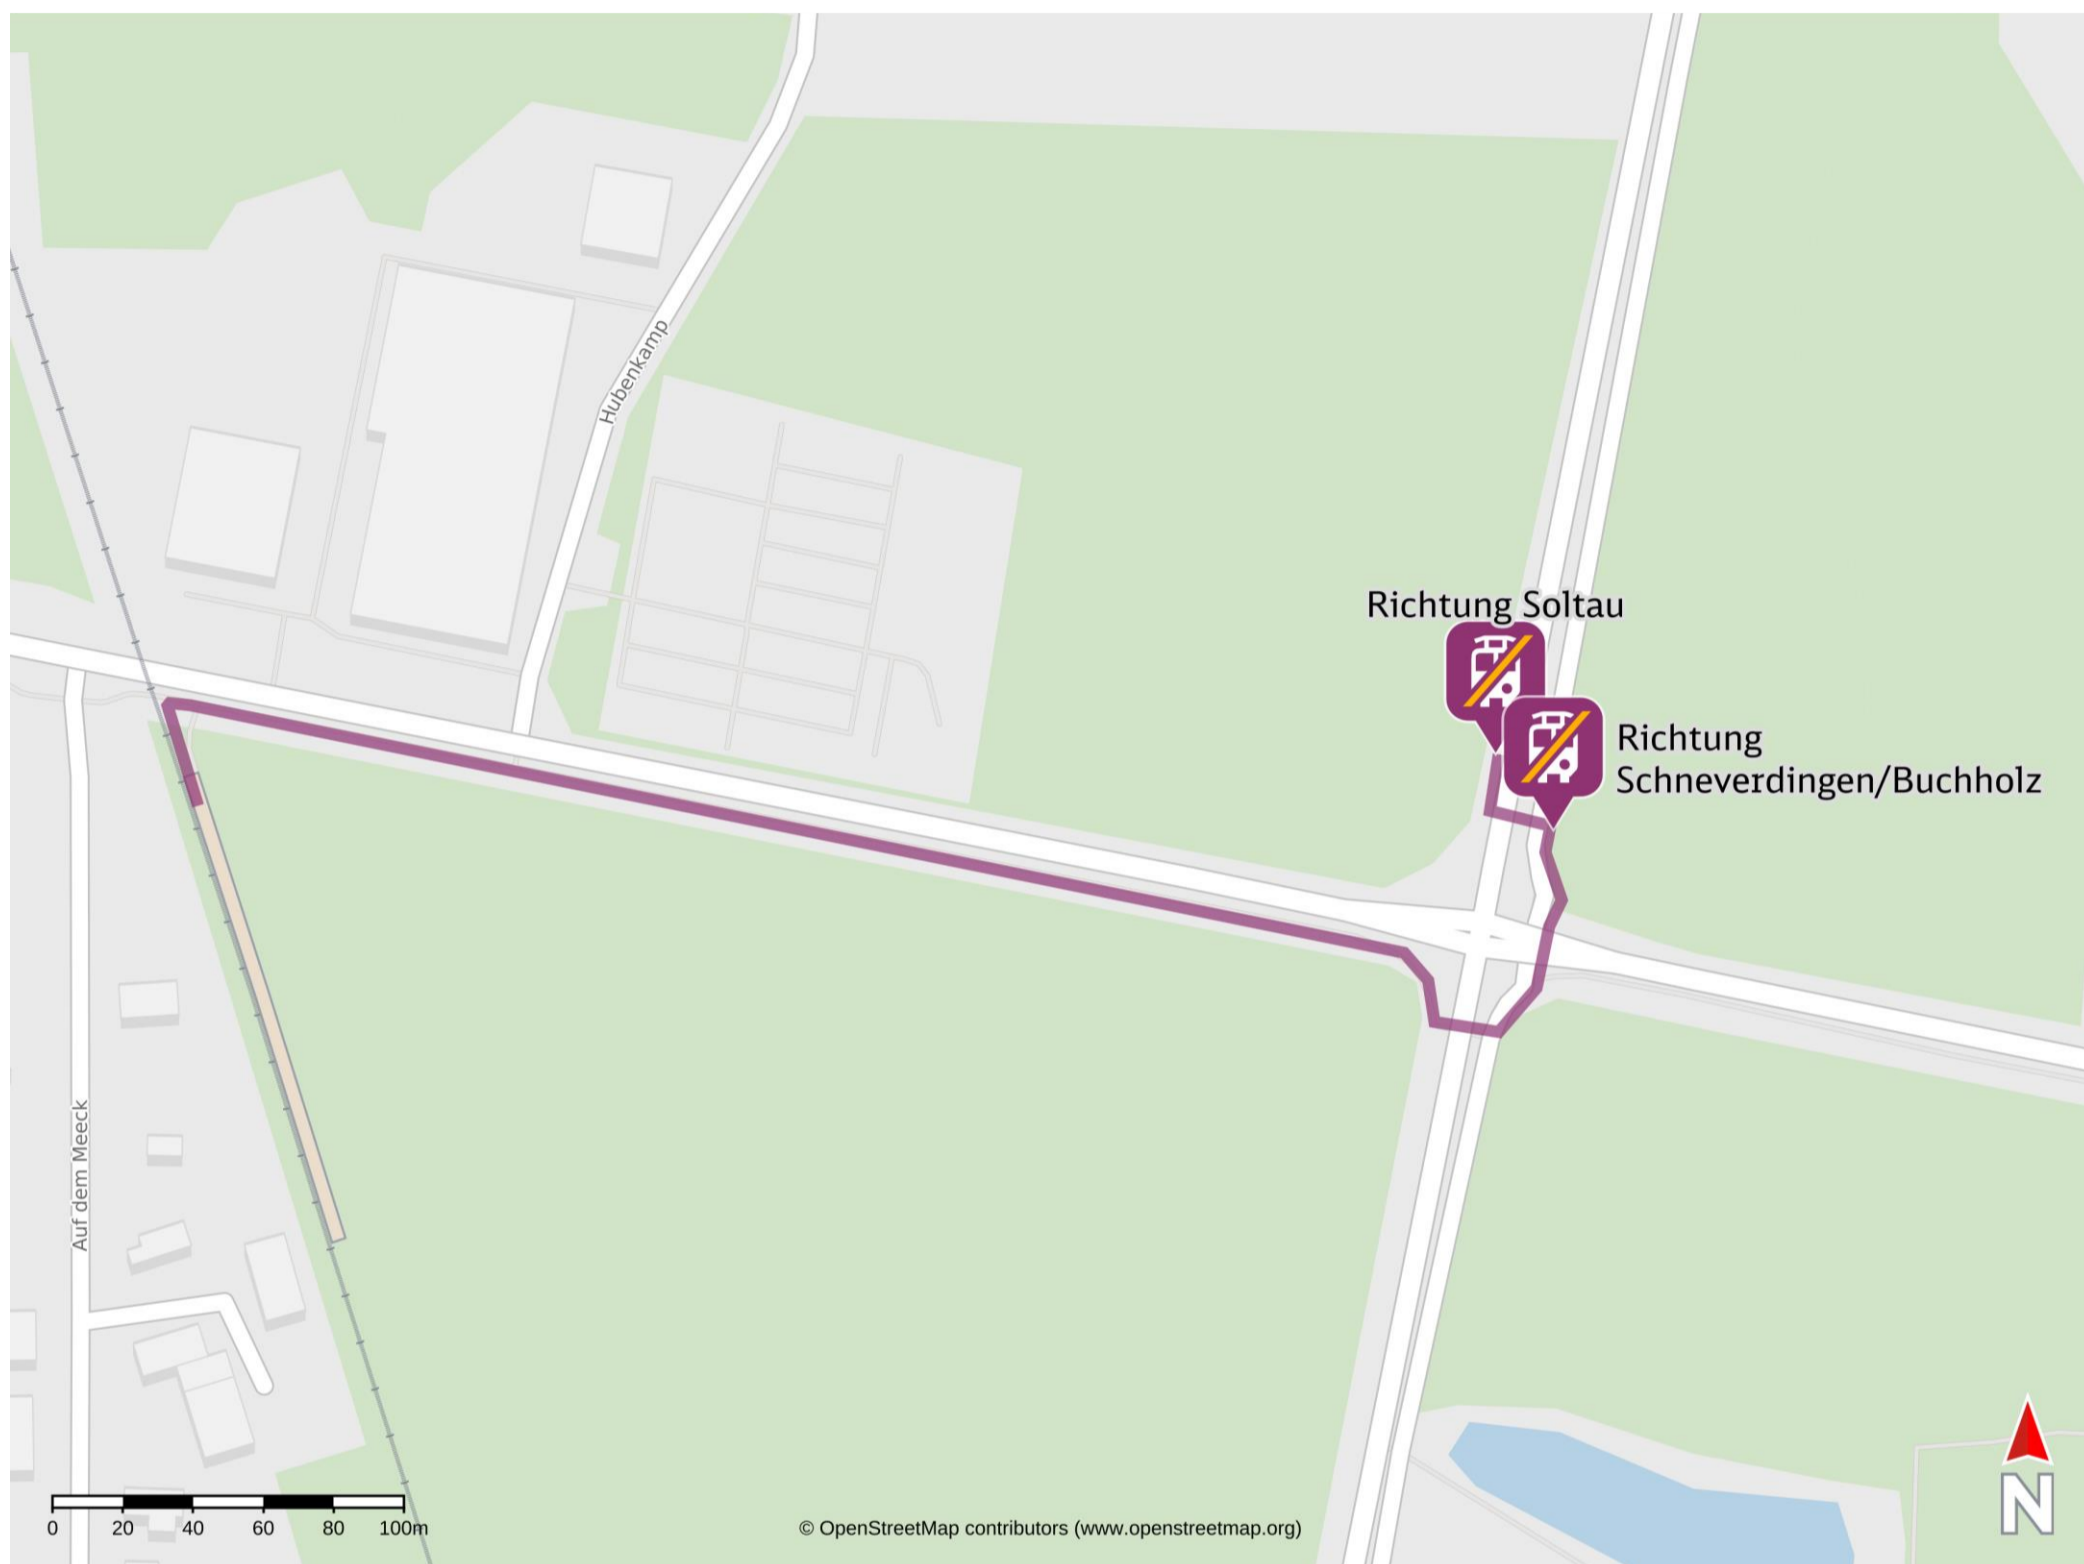 Hubenkamp
Richtung Soltau
Richtung
Schneverdingen/Buchholz
Auf dem Meeck
N
0 20 40 60 80 100m
© OpenStreetMap contributors (www.openstreetmap.org)